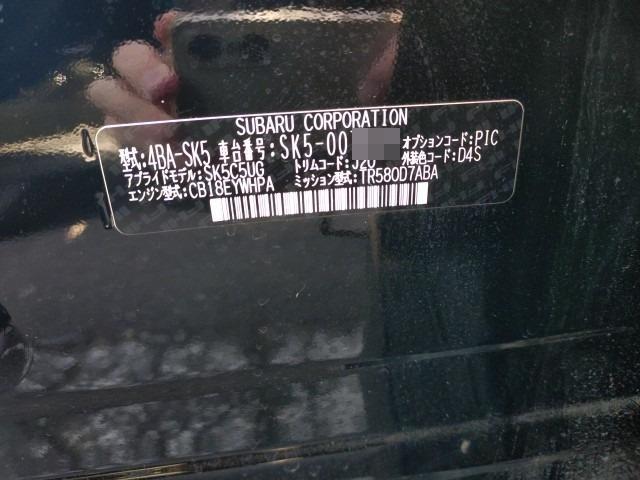 SUBARU CORPORATION
型式:4BA-SK5 車台番号:SK5-00 オプションコード:PIC
アプライドモデル:SK5C5UG トリムコード:J20 外装色コード:D4S
エンジン型式:CB18EYWHPA ミッション型式:TR580D7ABA